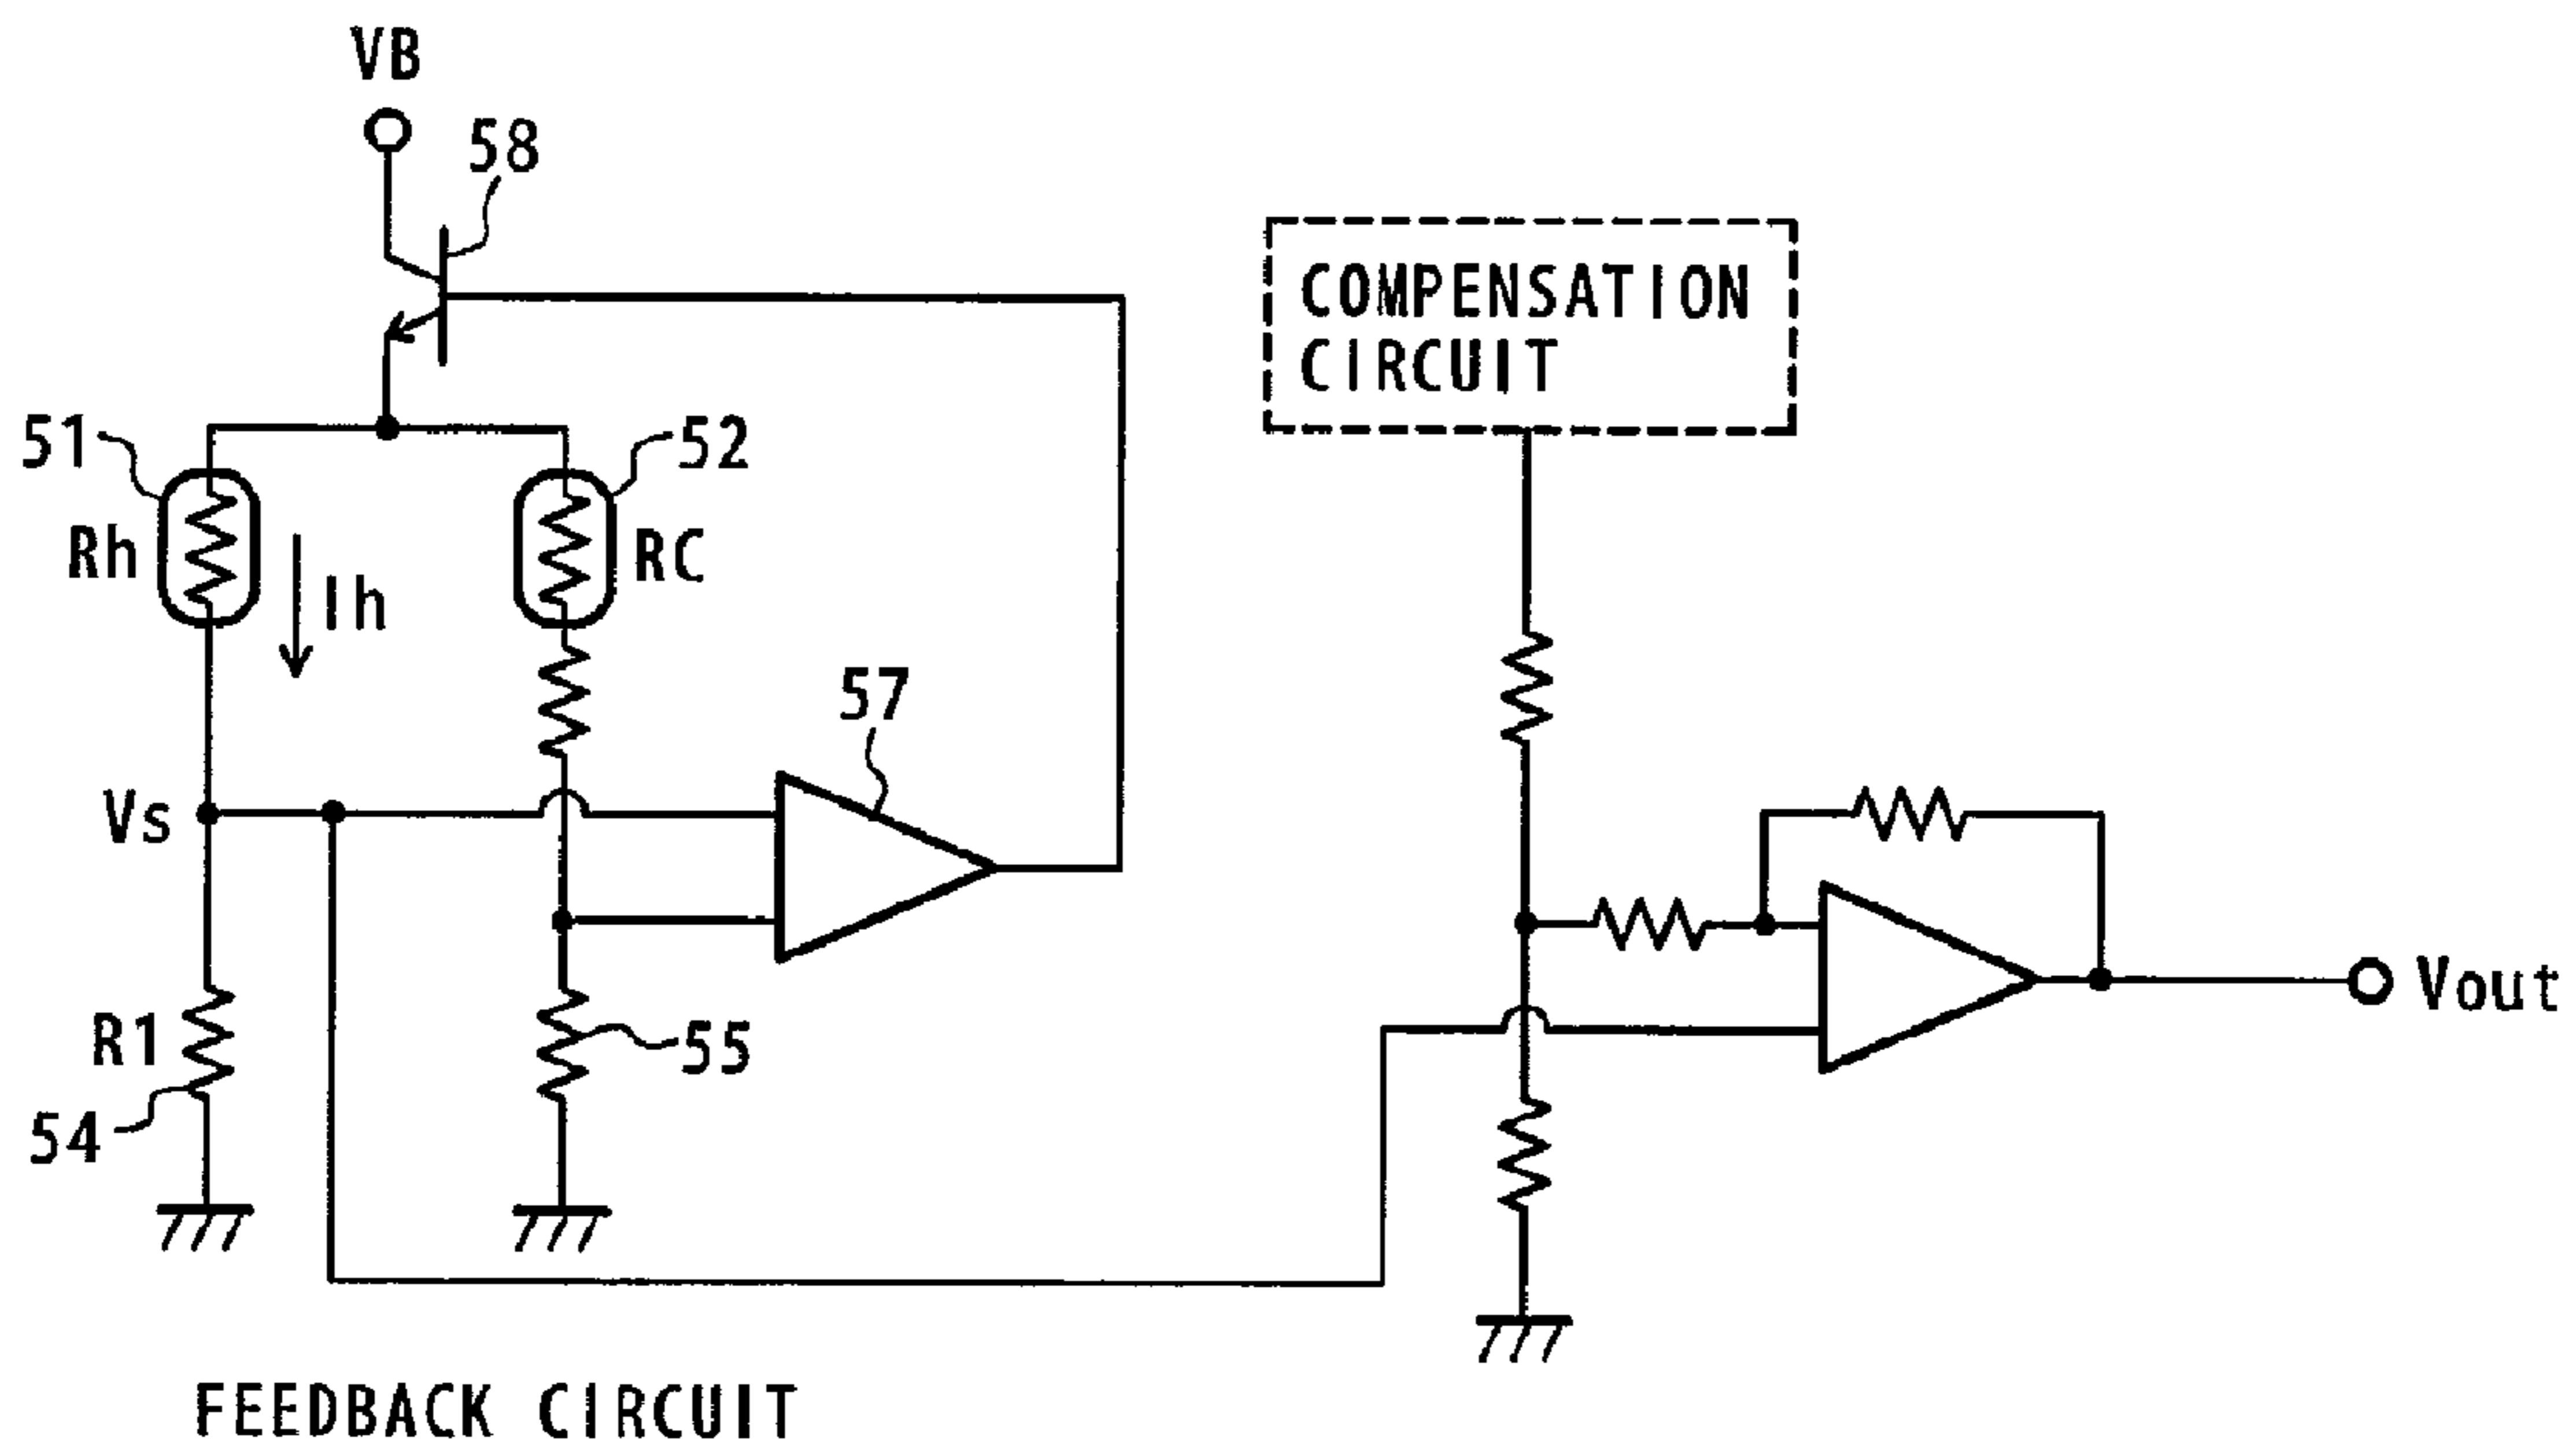 VB
58
COMPENSATION
CIRCUIT
51
52
Rh
Ih
RC
57
Vs
R1
55
54
Vout
FEEDBACK CIRCUIT